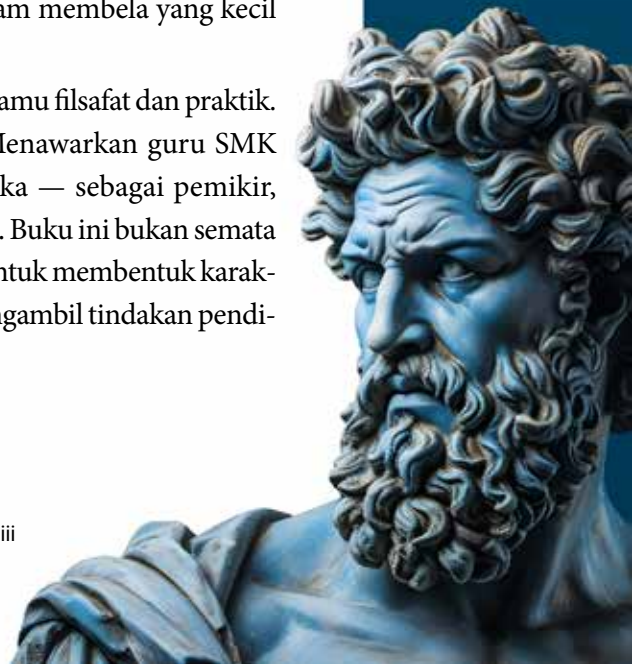 am membela yang kecil
amu filsafat dan praktik.
Menawarkan guru SMK
ka — sebagai pemikir,
. Buku ini bukan semata
ntuk membentuk karak-
ngambil tindakan pendi-
iii